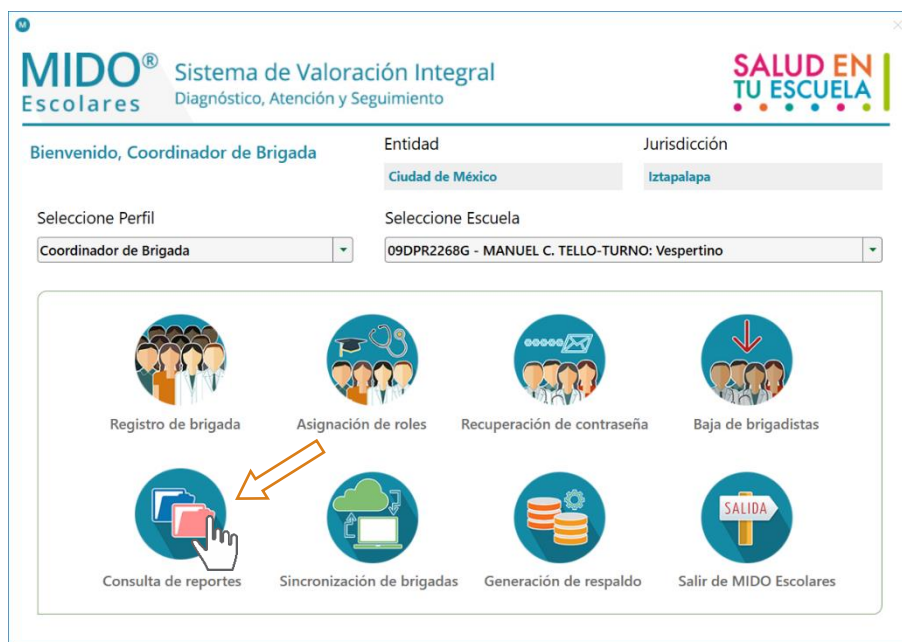 M
MIDO®
Escolares
Sistema de Valoración Integral
Diagnóstico, Atención y Seguimiento
SALUD EN
TU ESCUELA
Bienvenido, Coordinador de Brigada
Entidad
Jurisdicción
Ciudad de México
Iztapalapa
Seleccione Perfil
Seleccione Escuela
Coordinador de Brigada
09DPR2268G - MANUEL C. TELLO-TURNO: Vespertino
Registro de brigada
Asignación de roles
Recuperación de contraseña
Baja de brigadistas
SALIDA
Consulta de reportes
Sincronización de brigadas
Generación de respaldo
Salir de MIDO Escolares